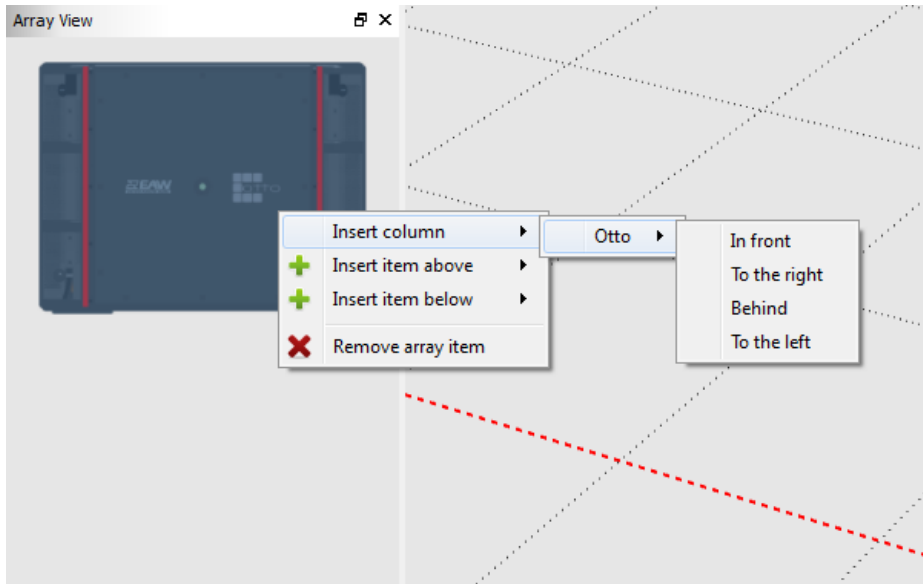 Array View
EAW
OTTO
Insert column
Insert item above
Insert item below
Remove array item
Otto
In front
To the right
Behind
To the left